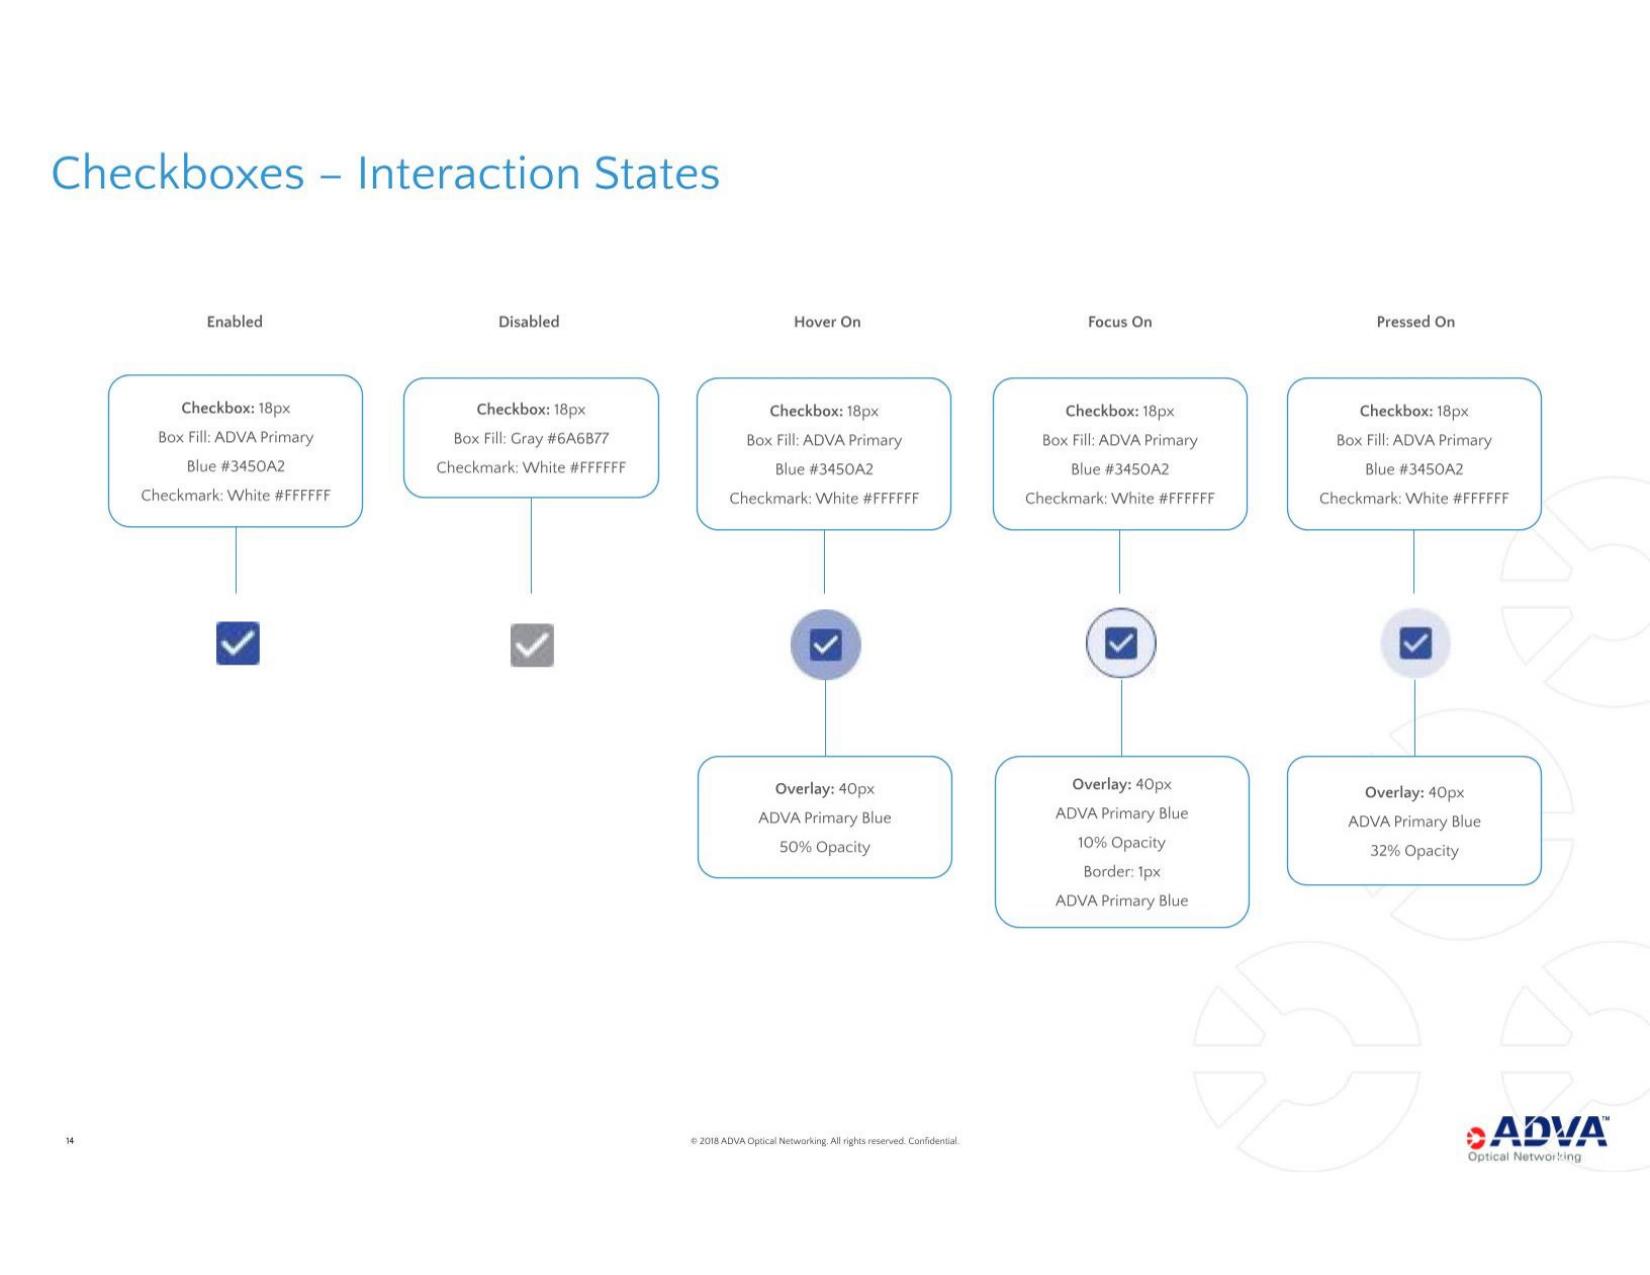 Checkboxes – Interaction States
Enabled
Disabled
Hover On
Focus On
Pressed On
Checkbox: 18px
Box Fill: ADVA Primary
Blue #3450A2
Checkmark: White #FFFFFF
Checkbox: 18px
Box Fill: Gray #6A6B77
Checkmark: White #FFFFFF
Checkbox: 18px
Box Fill: ADVA Primary
Blue #3450A2
Checkmark: White #FFFFFF
Checkbox: 18px
Box Fill: ADVA Primary
Blue #3450A2
Checkmark: White #FFFFFF
Checkbox: 18px
Box Fill: ADVA Primary
Blue #3450A2
Checkmark: White #FFFFFF
Overlay: 40px
ADVA Primary Blue
50% Opacity
Overlay: 40px
ADVA Primary Blue
10% Opacity
Border: 1px
ADVA Primary Blue
Overlay: 40px
ADVA Primary Blue
32% Opacity
14
© 2018 ADVA Optical Networking. All rights reserved. Confidential.
ADVA™
Optical Networking